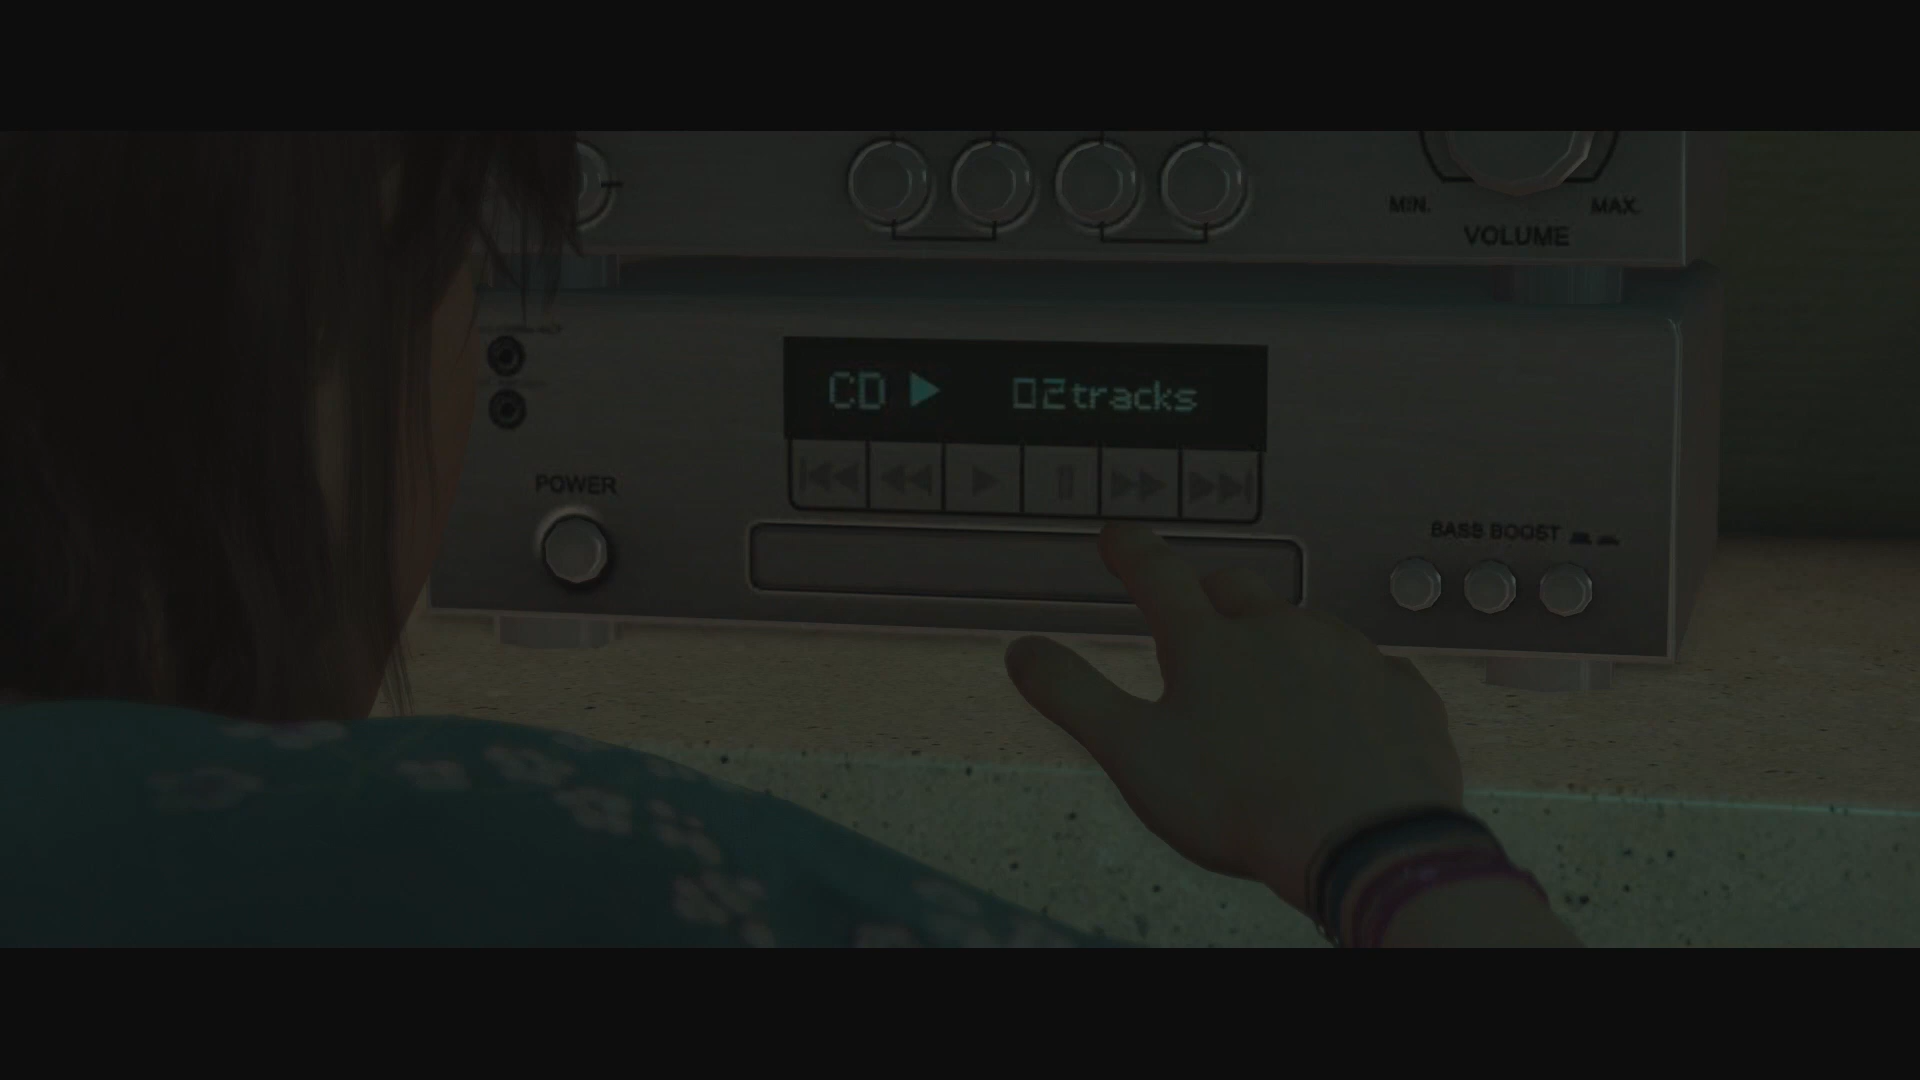 MIN. MAX.
VOLUME
CD 02tracks
POWER
BASS BOOST